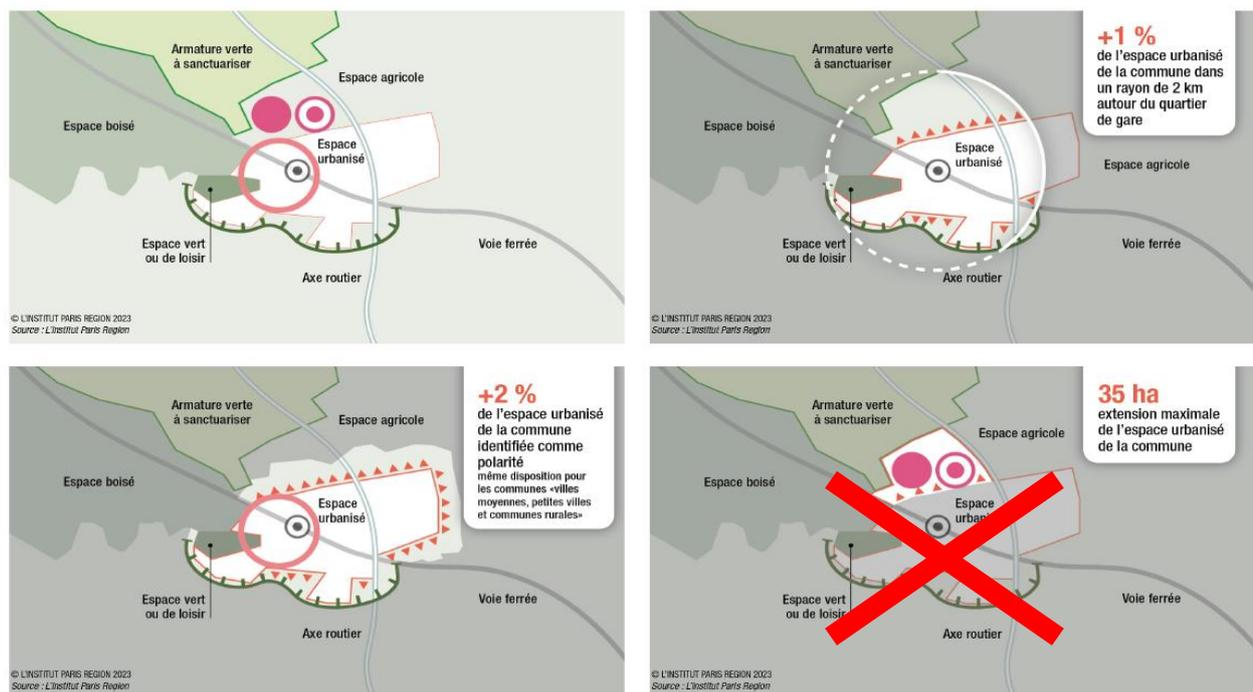 Armature verte
à sanctuariser
Espace agricole
Espace boisé
Espace
urbanisé
Espace vert
ou de loisir
Voie ferrée
Axe routier
© L'INSTITUT PARIS REGION 2023
Source : L'Institut Paris Region
+1 %
de l'espace urbanisé
de la commune dans
un rayon de 2 km
autour du quartier
de gare
Armature verte
à sanctuariser
Espace boisé
Espace
urbanisé
Espace agricole
Espace vert
ou de loisir
Voie ferrée
Axe routier
© L'INSTITUT PARIS REGION 2023
Source : L'Institut Paris Region
+2 %
de l'espace urbanisé
de la commune
identifiée comme
polarité
même disposition pour
les communes «villes
moyennes, petites villes
et communes rurales»
Armature verte
à sanctuariser
Espace agricole
Espace boisé
Espace
urbanisé
Espace vert
ou de loisir
Voie ferrée
Axe routier
© L'INSTITUT PARIS REGION 2023
Source : L'Institut Paris Region
35 ha
extension maximale
de l'espace urbanisé
de la commune
Armature verte
à sanctuariser
Espace agricole
Espace boisé
Espace
urbanisé
Espace vert
ou de loisir
Voie ferrée
Axe routier
© L'INSTITUT PARIS REGION 2023
Source : L'Institut Paris Region